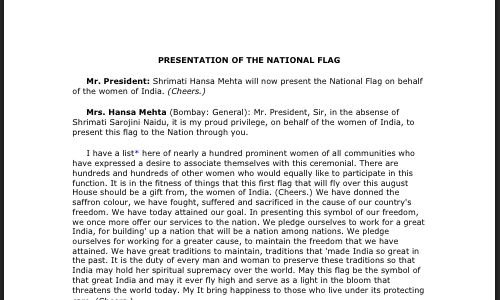 PRESENTATION OF THE NATIONAL FLAG
Mr. President: Shrimati Hansa Mehta will now present the National Flag on behalf
of the women of India. (Cheers.)
Mrs. Hansa Mehta (Bombay: General): Mr. President, Sir, in the absense of
Shrimati Sarojini Naidu, it is my proud privilege, on behalf of the women of India, to
present this flag to the Nation through you.
I have a list* here of nearly a hundred prominent women of all communities who
have expressed a desire to associate themselves with this ceremonial. There are
hundreds and hundreds of other women who would equally like to participate in this
function. It is in the fitness of things that this first flag that will fly over this august
House should be a gift from, the women of India. (Cheers.) We have donned the
saffron colour, we have fought, suffered and sacrificed in the cause of our country's
freedom. We have today attained our goal. In presenting this symbol of our freedom,
we once more offer our services to the nation. We pledge ourselves to work for a great
India, for building' up a nation that will be a nation among nations. We pledge
ourselves for working for a greater cause, to maintain the freedom that we have
attained. We have great traditions to maintain, traditions that 'made India so great in
the past. It is the duty of every man and woman to preserve these traditions so that
India may hold her spiritual supremacy over the world. May this flag be the symbol of
that great India and may it ever fly high and serve as a light in the bloom that
threatens the world today. My It bring happiness to those who live under its protecting
care. (Cheers.)